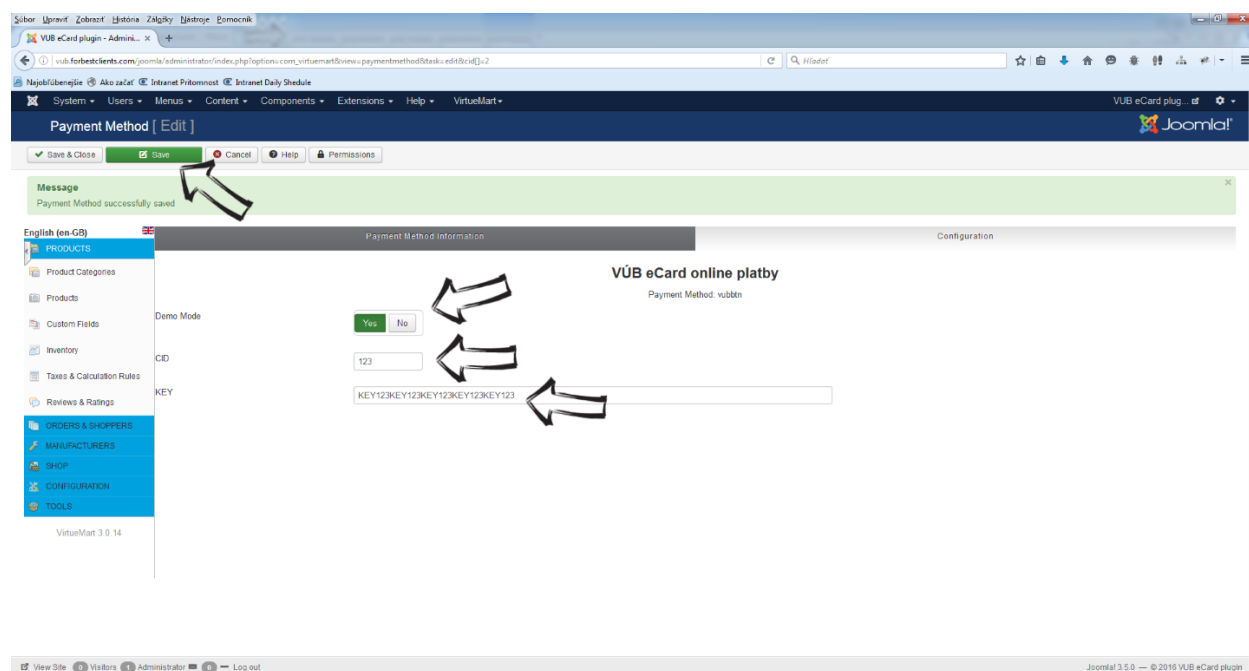 Súbor Upraviť Zobraziť História Záložky Nástroje Pomocník
VUB eCard plugin - Admini... × +
vub.forbestclients.com/joomla/administrator/index.php?option=com_virtuemart&view=paymentmethod&task=edit&cid[]=2
Hľadať
Najobľúbenejšie Ako začať Intranet Pritomnost Intranet Daily Shedule
System Users Menus Content Components Extensions Help VirtueMart VUB eCard plug...
Payment Method [ Edit ] Joomla!
Save & Close Save Cancel Help Permissions
Message ×
Payment Method successfully saved
English (en-GB)
Payment Method Information Configuration
PRODUCTS
Product Categories
Products
Custom Fields
Inventory
Taxes & Calculation Rules
Reviews & Ratings
ORDERS & SHOPPERS
MANUFACTURERS
SHOP
CONFIGURATION
TOOLS
VirtueMart 3.0.14
VÚB eCard online platby
Payment Method: vubbtn
Demo Mode Yes No
CID 123
KEY KEY123KEY123KEY123KEY123KEY123
View Site 0 Visitors 1 Administrator 0 Log out Joomla! 3.5.0 — © 2016 VUB eCard plugin